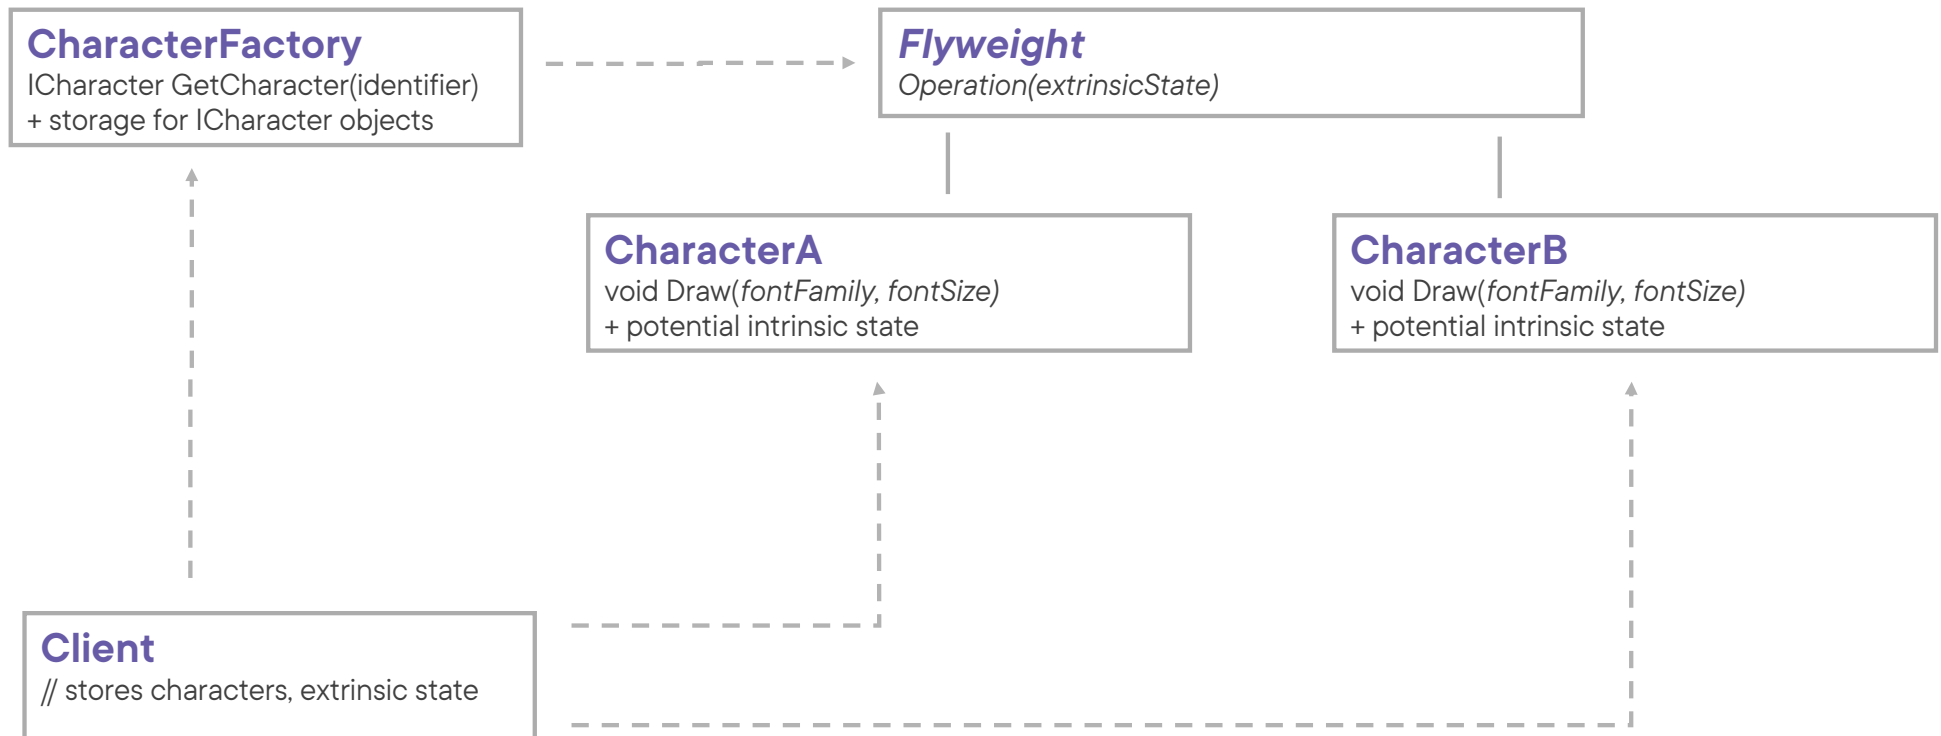 CharacterFactory
ICharacter GetCharacter(identifier)
+ storage for ICharacter objects
Flyweight
Operation(extrinsicState)
CharacterA
void Draw(fontFamily, fontSize)
+ potential intrinsic state
CharacterB
void Draw(fontFamily, fontSize)
+ potential intrinsic state
Client
// stores characters, extrinsic state